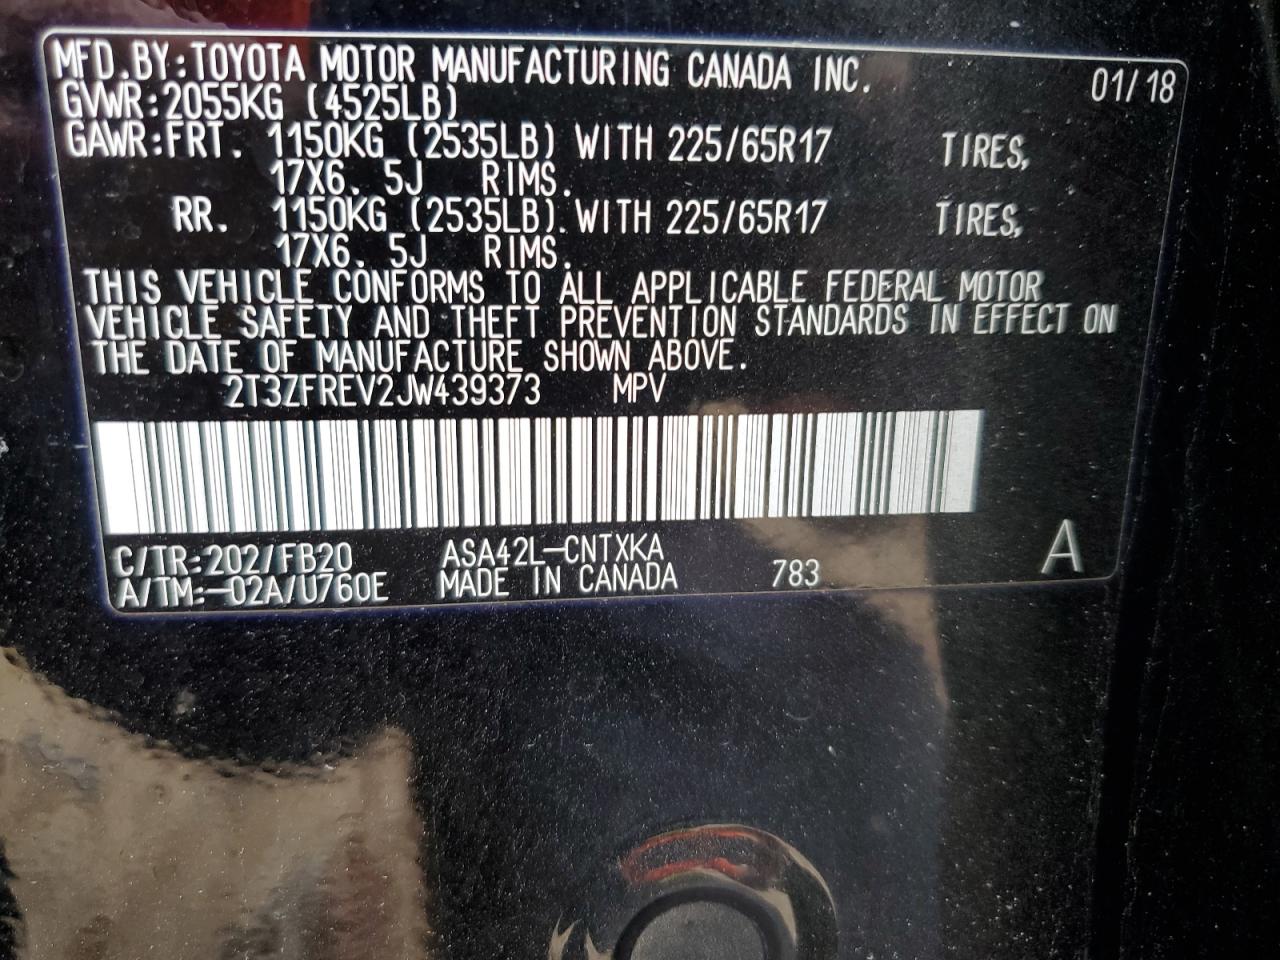 MFD.BY:TOYOTA MOTOR MANUFACTURING CANADA INC. 01/18
GVWR:2055KG (4525LB)
GAWR:FRT. 1150KG (2535LB) WITH 225/65R17 TIRES,
17X6.5J RIMS.
RR. 1150KG (2535LB).WITH 225/65R17 TIRES,
17X6.5J RIMS.
THIS VEHICLE CONFORMS TO ALL APPLICABLE FEDERAL MOTOR
VEHICLE SAFETY AND THEFT PREVENTION STANDARDS IN EFFECT ON
THE DATE OF MANUFACTURE SHOWN ABOVE.
2T3ZFREV2JW439373 MPV
C/TR:202/FB20 ASA42L-CNTXKA A
A/TM:-02A/U760E MADE IN CANADA 783